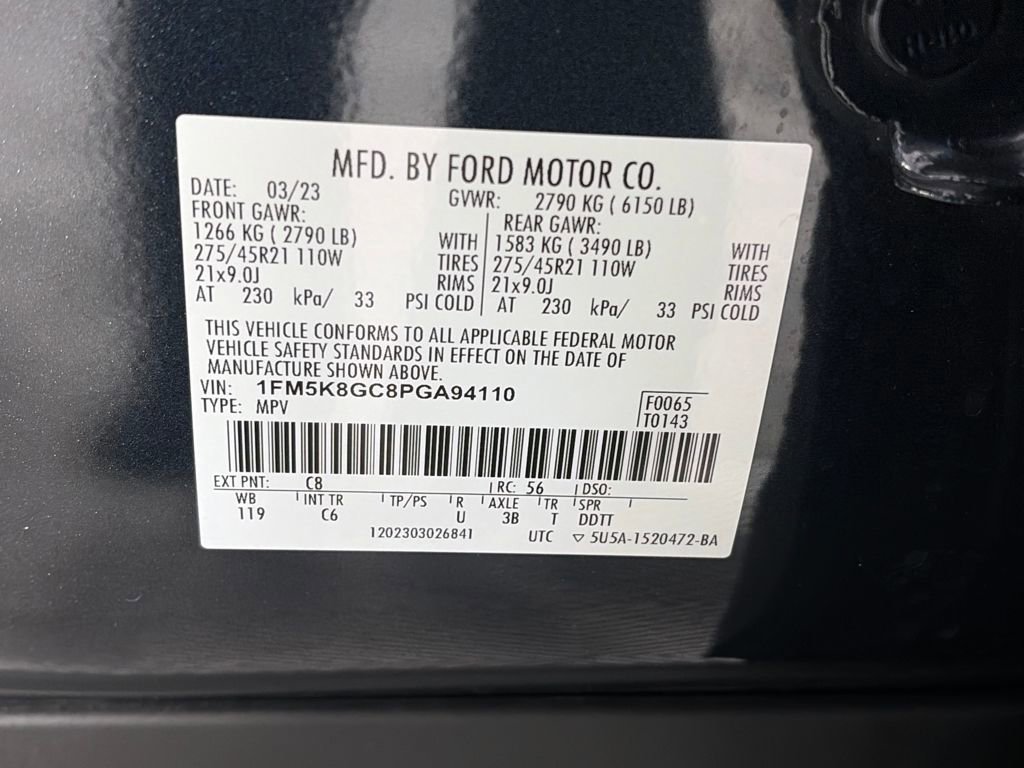 MFD. BY FORD MOTOR CO.
DATE: 03/23 GVWR: 2790 KG ( 6150 LB)
FRONT GAWR: REAR GAWR:
1266 KG ( 2790 LB) WITH 1583 KG ( 3490 LB) WITH
275/45R21 110W TIRES 275/45R21 110W TIRES
21x9.0J RIMS 21x9.0J RIMS
AT 230 kPa/ 33 PSI COLD AT 230 kPa/ 33 PSI COLD
THIS VEHICLE CONFORMS TO ALL APPLICABLE FEDERAL MOTOR
VEHICLE SAFETY STANDARDS IN EFFECT ON THE DATE OF
MANUFACTURE SHOWN ABOVE.
VIN: 1FM5K8GC8PGA94110
TYPE: MPV
F0065
T0143
EXT PNT: C8 RC: 56 DSO:
WB INT TR TP/PS R AXLE TR SPR
119 C6 U 3B T DDTT
1202303026841 UTC ▽ 5U5A-1520472-BA